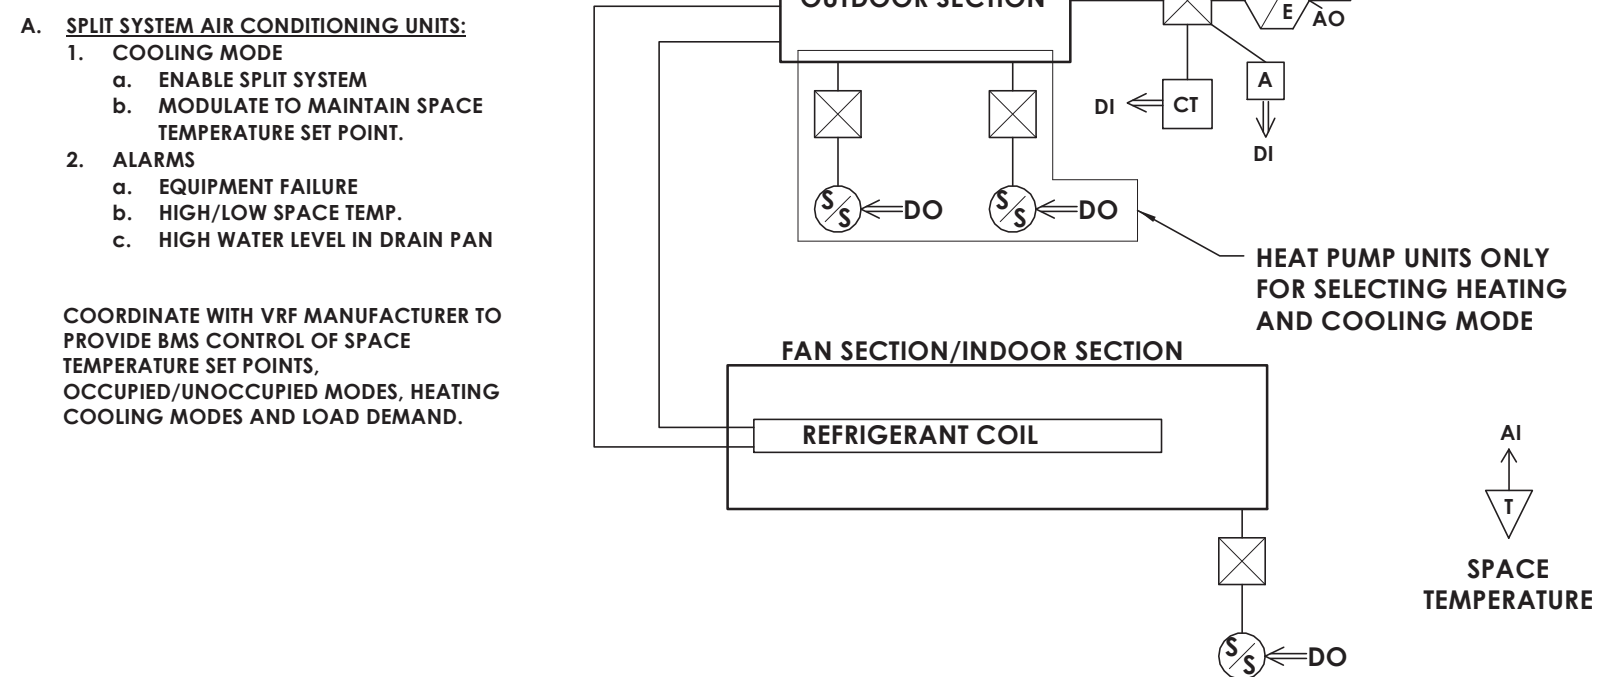 A. SPLIT SYSTEM AIR CONDITIONING UNITS:
1. COOLING MODE
a. ENABLE SPLIT SYSTEM
b. MODULATE TO MAINTAIN SPACE
TEMPERATURE SET POINT.
2. ALARMS
a. EQUIPMENT FAILURE
b. HIGH/LOW SPACE TEMP.
c. HIGH WATER LEVEL IN DRAIN PAN
COORDINATE WITH VRF MANUFACTURER TO
PROVIDE BMS CONTROL OF SPACE
TEMPERATURE SET POINTS,
OCCUPIED/UNOCCUPIED MODES, HEATING
COOLING MODES AND LOAD DEMAND.
OUTDOOR SECTION
E
AO
A
DI
CT
DI
S/S
DO
S/S
DO
HEAT PUMP UNITS ONLY
FOR SELECTING HEATING
AND COOLING MODE
FAN SECTION/INDOOR SECTION
REFRIGERANT COIL
AI
T
SPACE
TEMPERATURE
S/S
DO